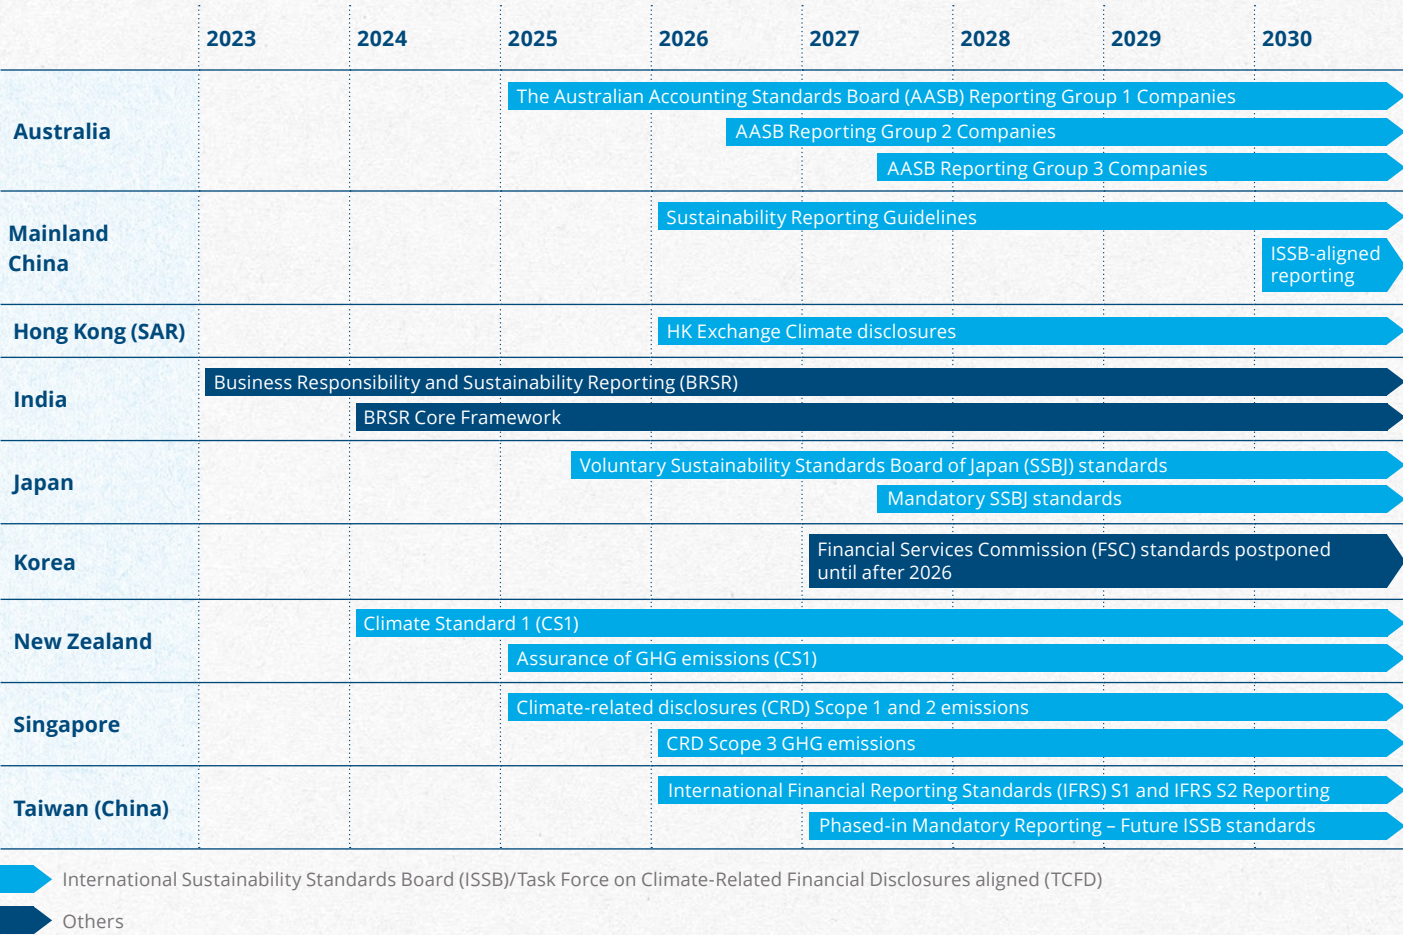 2023 2024 2025 2026 2027 2028 2029 2030
Australia
The Australian Accounting Standards Board (AASB) Reporting Group 1 Companies
AASB Reporting Group 2 Companies
AASB Reporting Group 3 Companies
Mainland
China
Sustainability Reporting Guidelines
ISSB-aligned
reporting
Hong Kong (SAR)
HK Exchange Climate disclosures
India
Business Responsibility and Sustainability Reporting (BRSR)
BRSR Core Framework
Japan
Voluntary Sustainability Standards Board of Japan (SSBJ) standards
Mandatory SSBJ standards
Korea
Financial Services Commission (FSC) standards postponed
until after 2026
New Zealand
Climate Standard 1 (CS1)
Assurance of GHG emissions (CS1)
Singapore
Climate-related disclosures (CRD) Scope 1 and 2 emissions
CRD Scope 3 GHG emissions
Taiwan (China)
International Financial Reporting Standards (IFRS) S1 and IFRS S2 Reporting
Phased-in Mandatory Reporting – Future ISSB standards
International Sustainability Standards Board (ISSB)/Task Force on Climate-Related Financial Disclosures aligned (TCFD)
Others